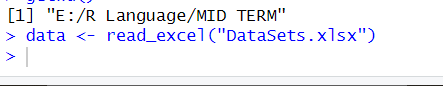 [1] "E:/R Language/MID TERM"
> data <- read_excel("DataSets.xlsx")
>